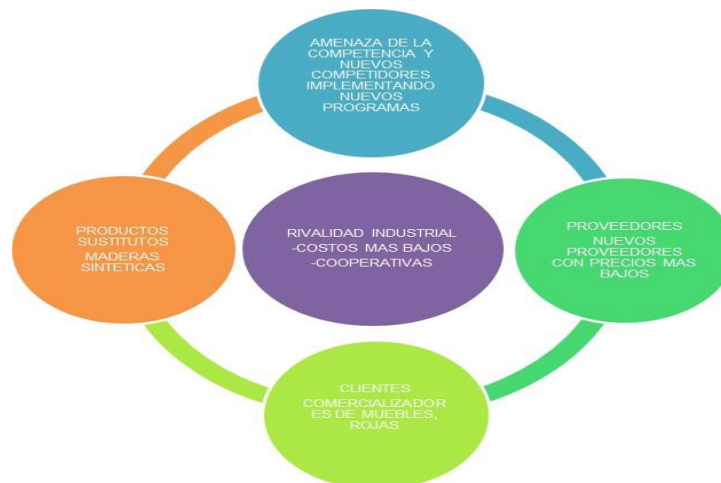 AMENAZA DE LA
COMPETENCIA Y
NUEVOS
COMPETIDORES
IMPLEMENTANDO
NUEVOS
PROGRAMAS
PRODUCTOS
SUSTITUTOS
MADERAS
SINTETICAS
RIVALIDAD INDUSTRIAL
-COSTOS MAS BAJOS
-COOPERATIVAS
PROVEEDORES
NUEVOS
PROVEEDORES
CON PRECIOS MAS
BAJOS
CLIENTES
COMERCIALIZADOR
ES DE MUEBLES,
ROJAS